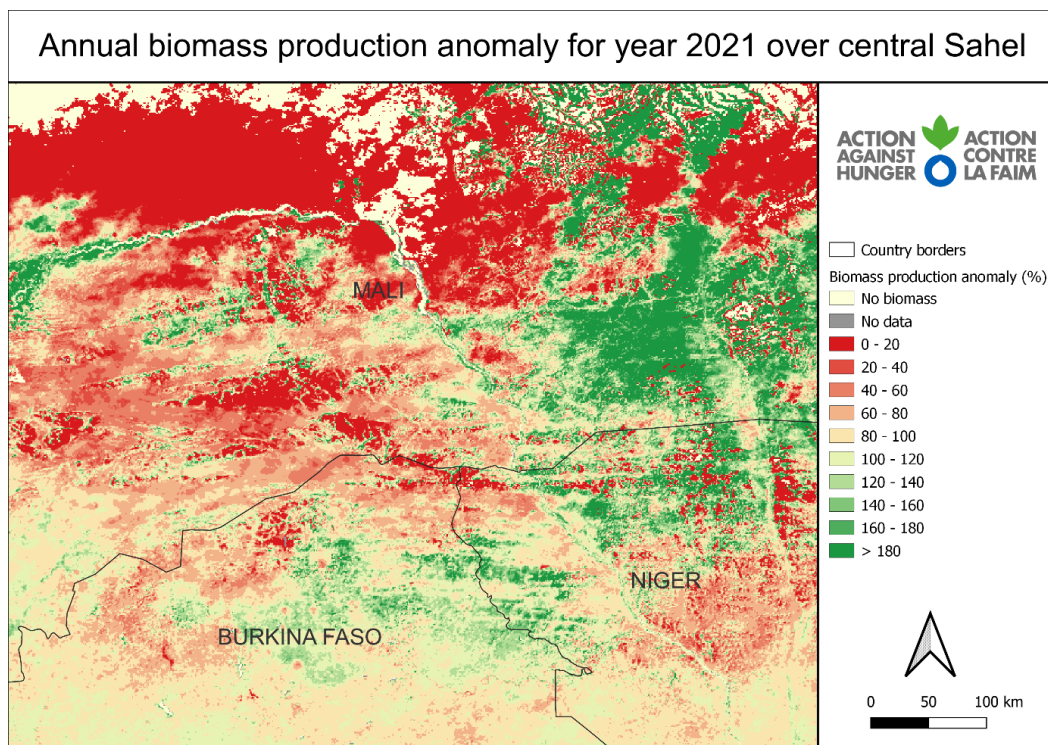 Annual biomass production anomaly for year 2021 over central Sahel
ACTION
AGAINST
HUNGER
ACTION
CONTRE
LA FAIM
Country borders
Biomass production anomaly (%)
No biomass
No data
0 - 20
20 - 40
40 - 60
60 - 80
80 - 100
100 - 120
120 - 140
140 - 160
160 - 180
> 180
MALI
NIGER
BURKINA FASO
0 50 100 km